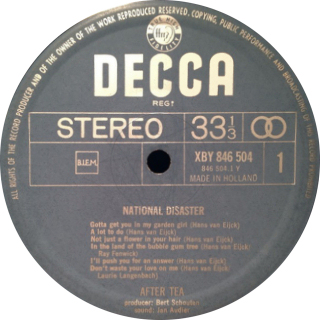 ALL RIGHTS OF THE RECORD PRODUCER AND OF THE OWNER OF THE WORK REPRODUCED RESERVED. COPYING, PUBLIC PERFORMANCE AND BROADCASTING OF THIS RECORD
DECCA
REGD
STEREO 33 1/3
B.I.E.M.
XBY 846 504
846 504.1 Y
MADE IN HOLLAND
1
NATIONAL DISASTER
Gotta get you in my garden girl (Hans van Eijck)
A lot to do (Hans van Eijck)
Not just a flower in your hair (Hans van Eijck)
In the land of the bubble gum tree (Hans van Eijck/
Ray Fenwick)
I'll push you for an answer (Hans van Eijck)
Don't waste your love on me (Hans van Eijck/
Laurie Langenbach)
AFTER TEA
producer: Bert Schouten
sound: Jan Audier